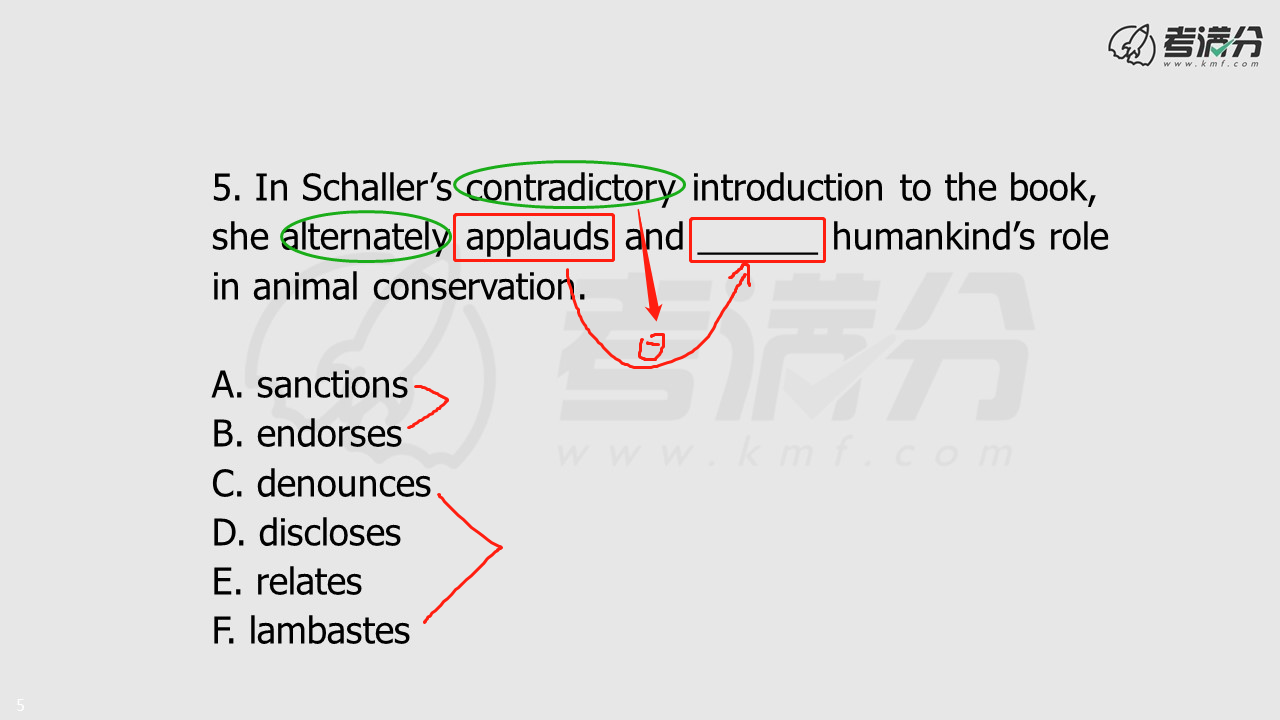 考满分
www.kmf.com
5. In Schaller's contradictory introduction to the book,
she alternately applauds and _______ humankind's role
in animal conservation.
考满分
www.kmf.com
A. sanctions
B. endorses
C. denounces
D. discloses
E. relates
F. lambastes
5